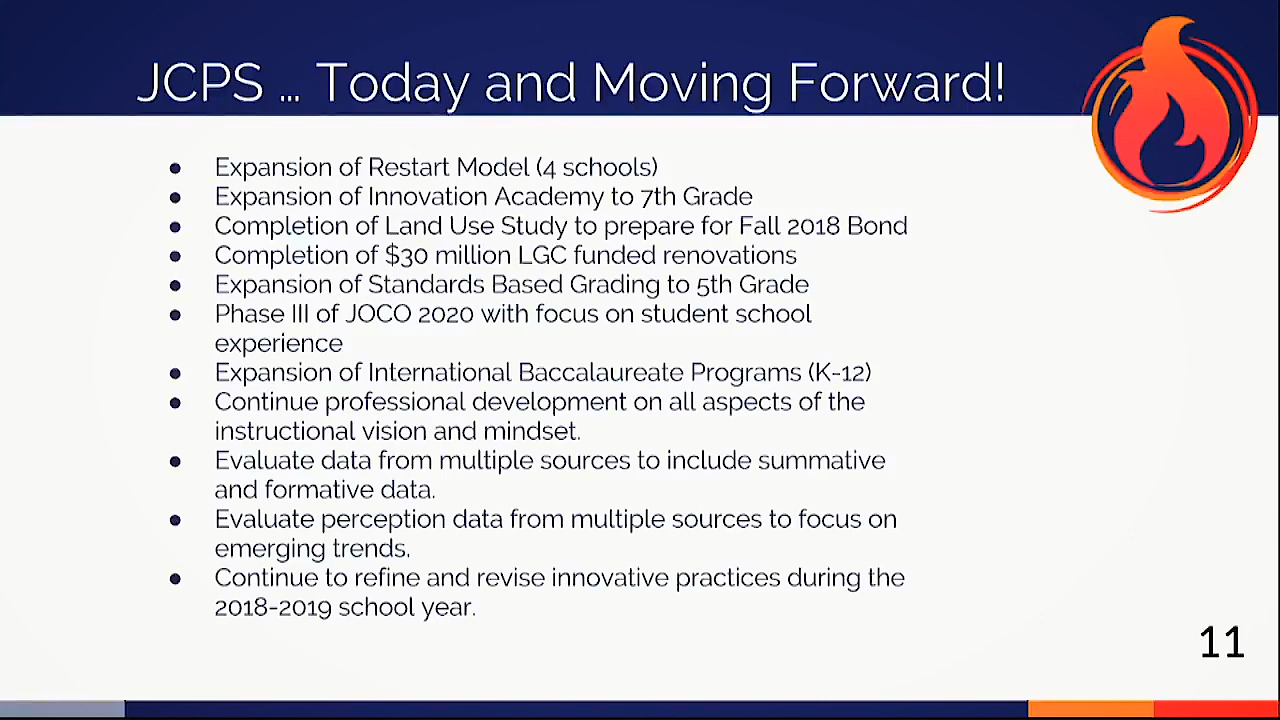 JCPS ... Today and Moving Forward!
● Expansion of Restart Model (4 schools)
● Expansion of Innovation Academy to 7th Grade
● Completion of Land Use Study to prepare for Fall 2018 Bond
● Completion of $30 million LGC funded renovations
● Expansion of Standards Based Grading to 5th Grade
● Phase III of JOCO 2020 with focus on student school
experience
● Expansion of International Baccalaureate Programs (K-12)
● Continue professional development on all aspects of the
instructional vision and mindset.
● Evaluate data from multiple sources to include summative
and formative data.
● Evaluate perception data from multiple sources to focus on
emerging trends.
● Continue to refine and revise innovative practices during the
2018-2019 school year.
11